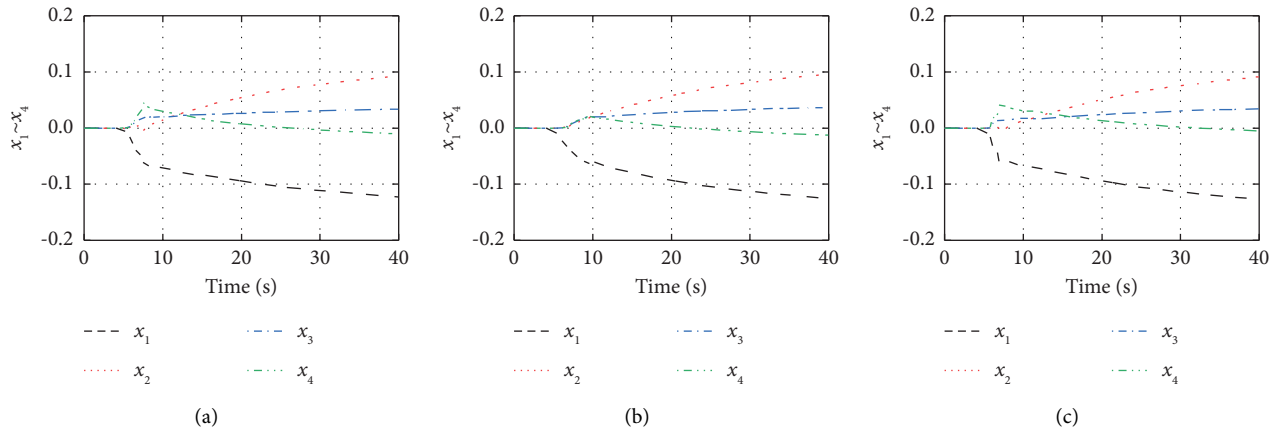 0.2
0.1
0.0
-0.1
-0.2
x₁~x₄
0 10 20 30 40
Time (s)
x₁
x₂
x₃
x₄
(a)
0.2
0.1
0.0
-0.1
-0.2
x₁~x₄
0 10 20 30 40
Time (s)
x₁
x₂
x₃
x₄
(b)
0.2
0.1
0.0
-0.1
-0.2
x₁~x₄
0 10 20 30 40
Time (s)
x₁
x₂
x₃
x₄
(c)